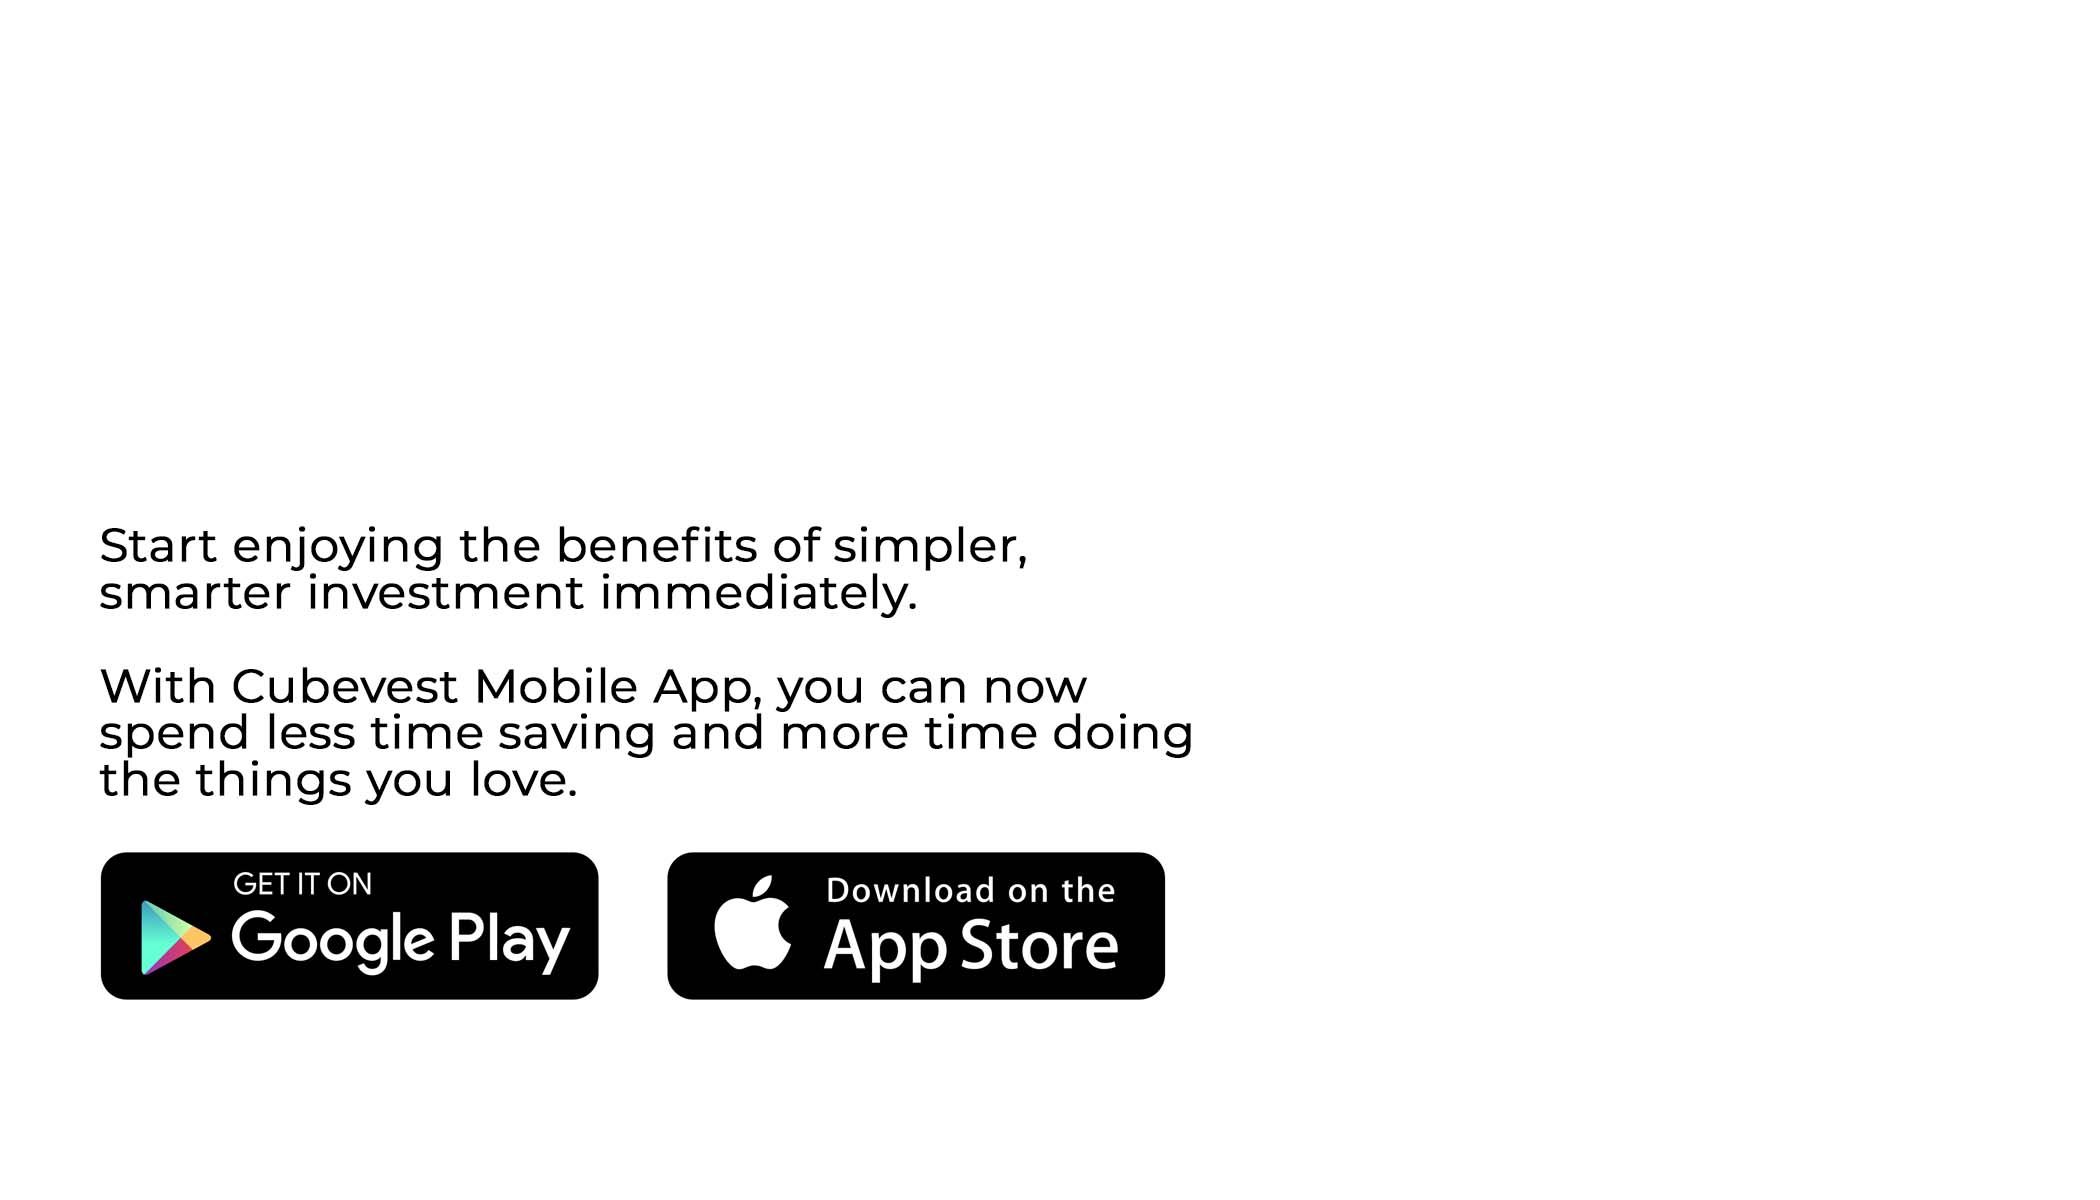 Start enjoying the benefits of simpler,
smarter investment immediately.
With Cubevest Mobile App, you can now
spend less time saving and more time doing
the things you love.
GET IT ON
Google Play
Download on the
App Store